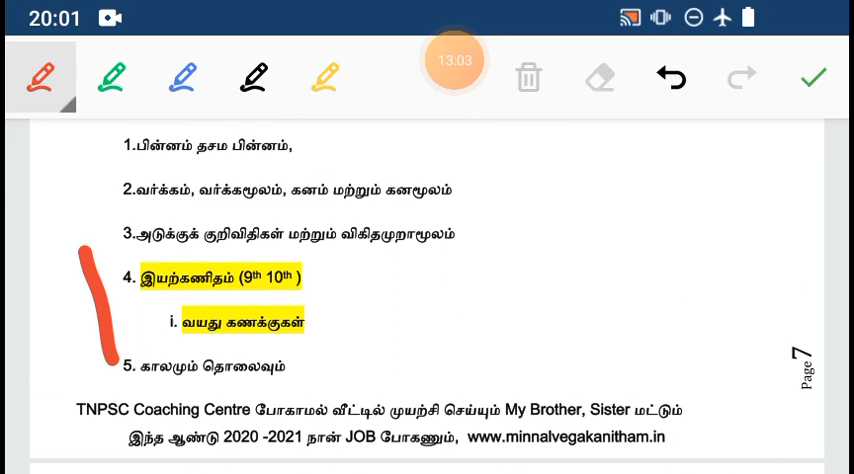 20:01
13:03
1.பின்னம் தசம பின்னம்,
2.வர்க்கம், வர்க்கமூலம், கனம் மற்றும் கனமூலம்
3.அடுக்குக் குறிவிதிகள் மற்றும் விகிதமுறாமூலம்
4. இயற்கணிதம் (9th 10th )
i. வயது கணக்குகள்
5. காலமும் தொலைவும்
Page 7
TNPSC Coaching Centre போகாமல் வீட்டில் முயற்சி செய்யும் My Brother, Sister மட்டும்
இந்த ஆண்டு 2020 -2021 நான் JOB போகணும், www.minnalvegakanitham.in